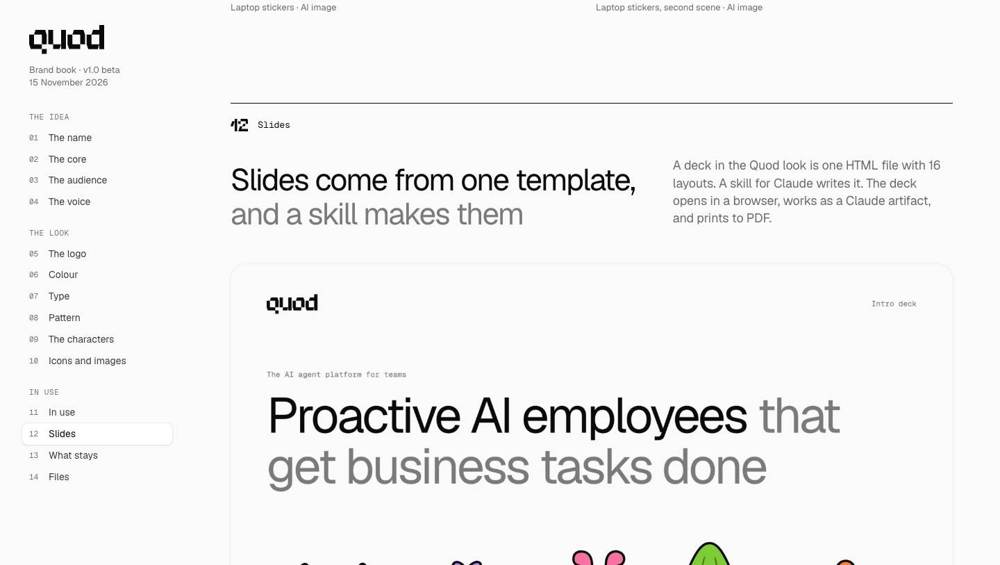 Laptop stickers · AI image
Laptop stickers, second scene · AI image
quod
Brand book · v1.0 beta
15 November 2026
THE IDEA
01 The name
02 The core
03 The audience
04 The voice
THE LOOK
05 The logo
06 Colour
07 Type
08 Pattern
09 The characters
10 Icons and images
IN USE
11 In use
12 Slides
13 What stays
14 Files
12 Slides
Slides come from one template,
and a skill makes them
A deck in the Quod look is one HTML file with 16
layouts. A skill for Claude writes it. The deck
opens in a browser, works as a Claude artifact,
and prints to PDF.
quod
Intro deck
The AI agent platform for teams
Proactive AI employees that
get business tasks done